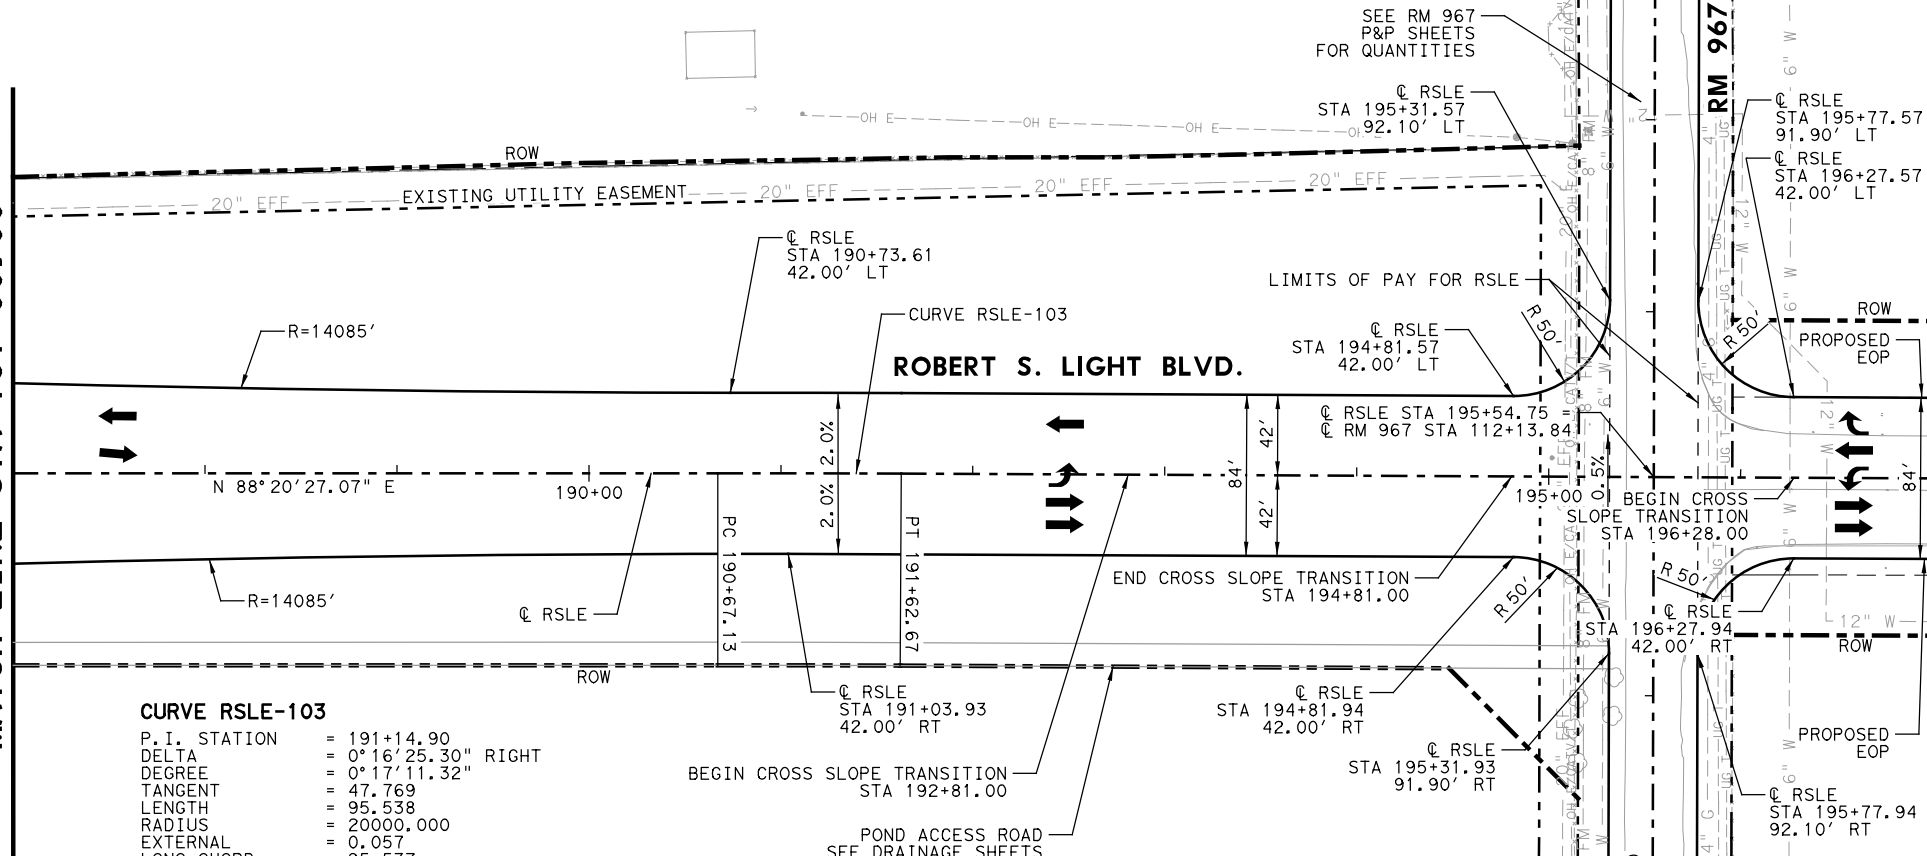 SEE RM 967
P&P SHEETS
FOR QUANTITIES
RM 967
℄ RSLE
STA 195+31.57
92.10' LT
℄ RSLE
STA 195+77.57
91.90' LT
℄ RSLE
STA 196+27.57
42.00' LT
OH E
OH E
OH E
ROW
EXISTING UTILITY EASEMENT
20" EFF
20" EFF
20" EFF
20" EFF
℄ RSLE
STA 190+73.61
42.00' LT
LIMITS OF PAY FOR RSLE
CURVE RSLE-103
R=14085'
ROBERT S. LIGHT BLVD.
℄ RSLE
STA 194+81.57
42.00' LT
R 50'
R 50'
ROW
PROPOSED
EOP
℄ RSLE STA 195+54.75 =
℄ RM 967 STA 112+13.84
2.0%
2.0%
84'
42'
42'
0.5%
84'
N 88°20'27.07" E
190+00
195+00
BEGIN CROSS
SLOPE TRANSITION
STA 196+28.00
PC 190+67.13
PT 191+62.67
END CROSS SLOPE TRANSITION
STA 194+81.00
R=14085'
℄ RSLE
R 50'
R 50'
℄ RSLE
STA 196+27.94
42.00' RT
12" W
ROW
ROW
℄ RSLE
STA 191+03.93
42.00' RT
℄ RSLE
STA 194+81.94
42.00' RT
℄ RSLE
STA 195+31.93
91.90' RT
PROPOSED
EOP
℄ RSLE
STA 195+77.94
92.10' RT
BEGIN CROSS SLOPE TRANSITION
STA 192+81.00
POND ACCESS ROAD
SEE DRAINAGE SHEETS
CURVE RSLE-103
P.I. STATION = 191+14.90
DELTA = 0°16'25.30" RIGHT
DEGREE = 0°17'11.32"
TANGENT = 47.769
LENGTH = 95.538
RADIUS = 20000.000
EXTERNAL = 0.057